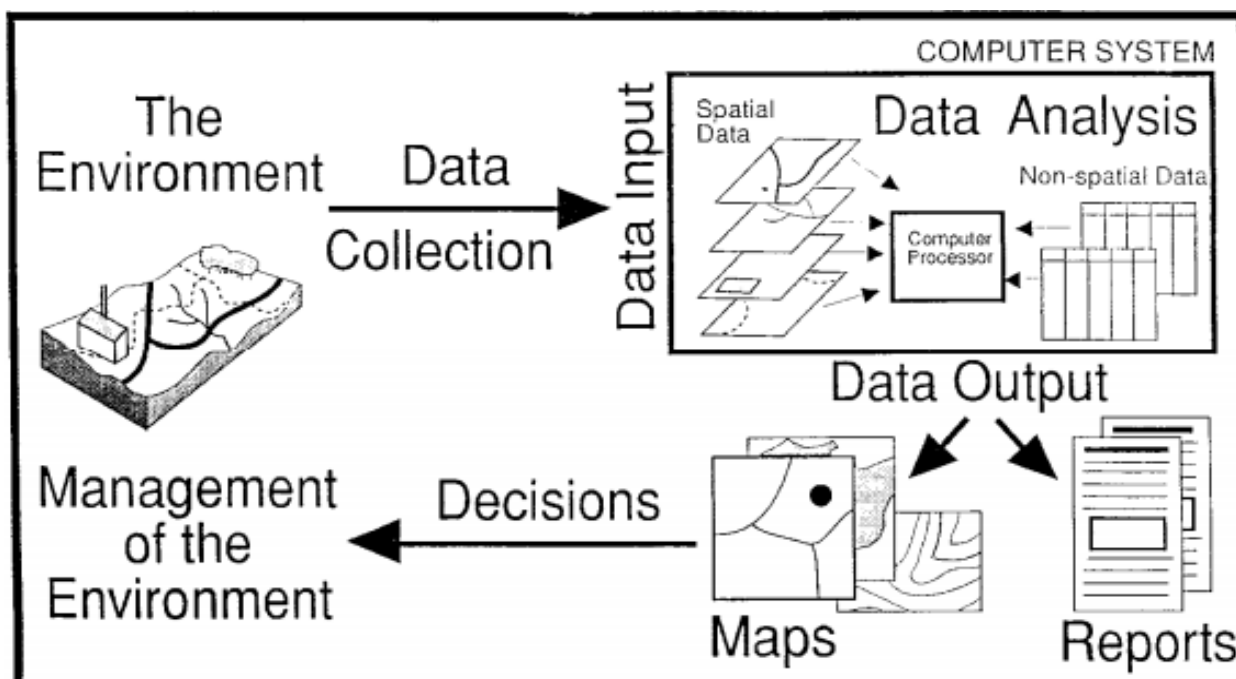 COMPUTER SYSTEM
The
Environment
Data
Collection
Data Input
Spatial
Data
Data Analysis
Non-spatial Data
Computer
Processor
Data Output
Management
of the
Environment
Decisions
Maps
Reports